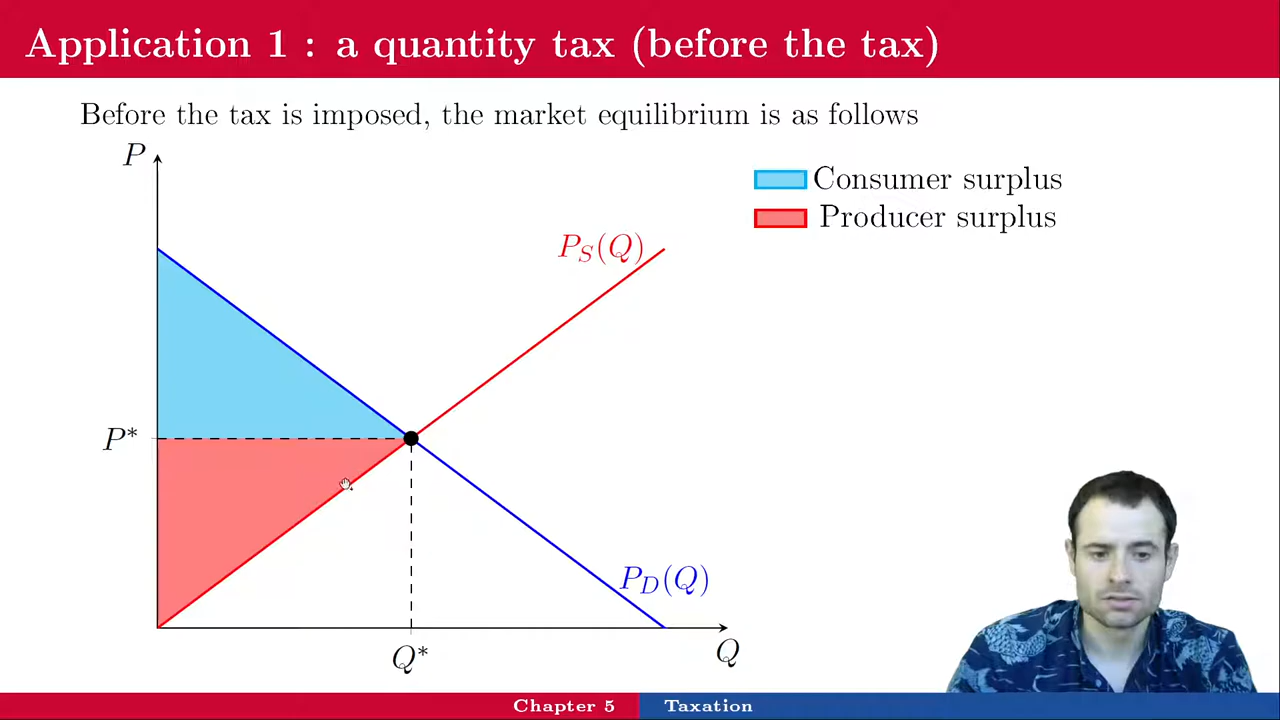 Application 1 : a quantity tax (before the tax)
Before the tax is imposed, the market equilibrium is as follows
P
Consumer surplus
Producer surplus
P_S(Q)
P*
P_D(Q)
Q*
Q
Chapter 5
Taxation